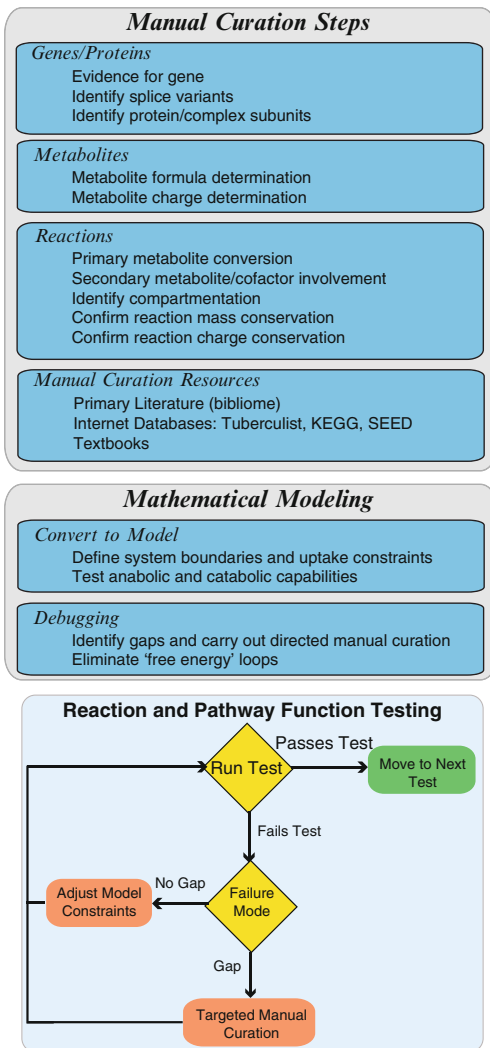 Manual Curation Steps
Genes/Proteins
Evidence for gene
Identify splice variants
Identify protein/complex subunits
Metabolites
Metabolite formula determination
Metabolite charge determination
Reactions
Primary metabolite conversion
Secondary metabolite/cofactor involvement
Identify compartmentation
Confirm reaction mass conservation
Confirm reaction charge conservation
Manual Curation Resources
Primary Literature (bibliome)
Internet Databases: Tuberculist, KEGG, SEED
Textbooks
Mathematical Modeling
Convert to Model
Define system boundaries and uptake constraints
Test anabolic and catabolic capabilities
Debugging
Identify gaps and carry out directed manual curation
Eliminate ‘free energy’ loops
Reaction and Pathway Function Testing
Passes Test
Run Test
Move to Next
Test
Fails Test
No Gap
Adjust Model
Constraints
Failure
Mode
Gap
Targeted Manual
Curation